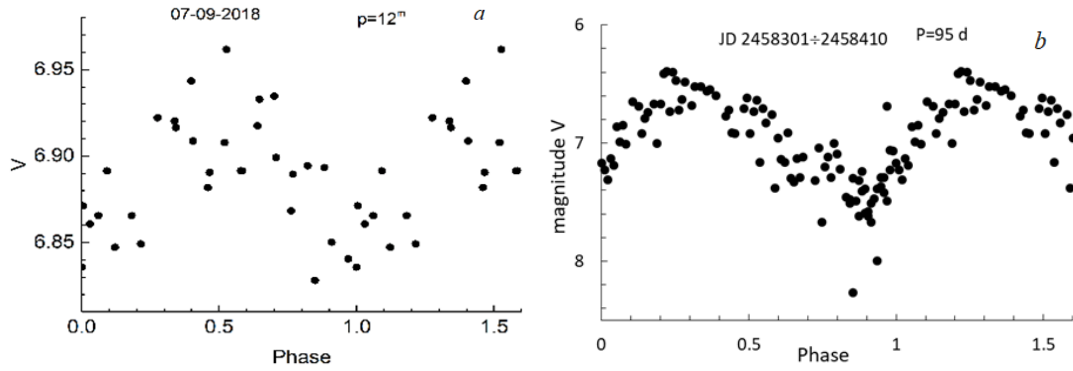 07-09-2018 p=12ᵐ a
V
6.95
6.90
6.85
0.0 0.5 1.0 1.5
Phase
JD 2458301÷2458410 P=95 d b
magnitude V
6
7
8
0 0.5 1 1.5
Phase